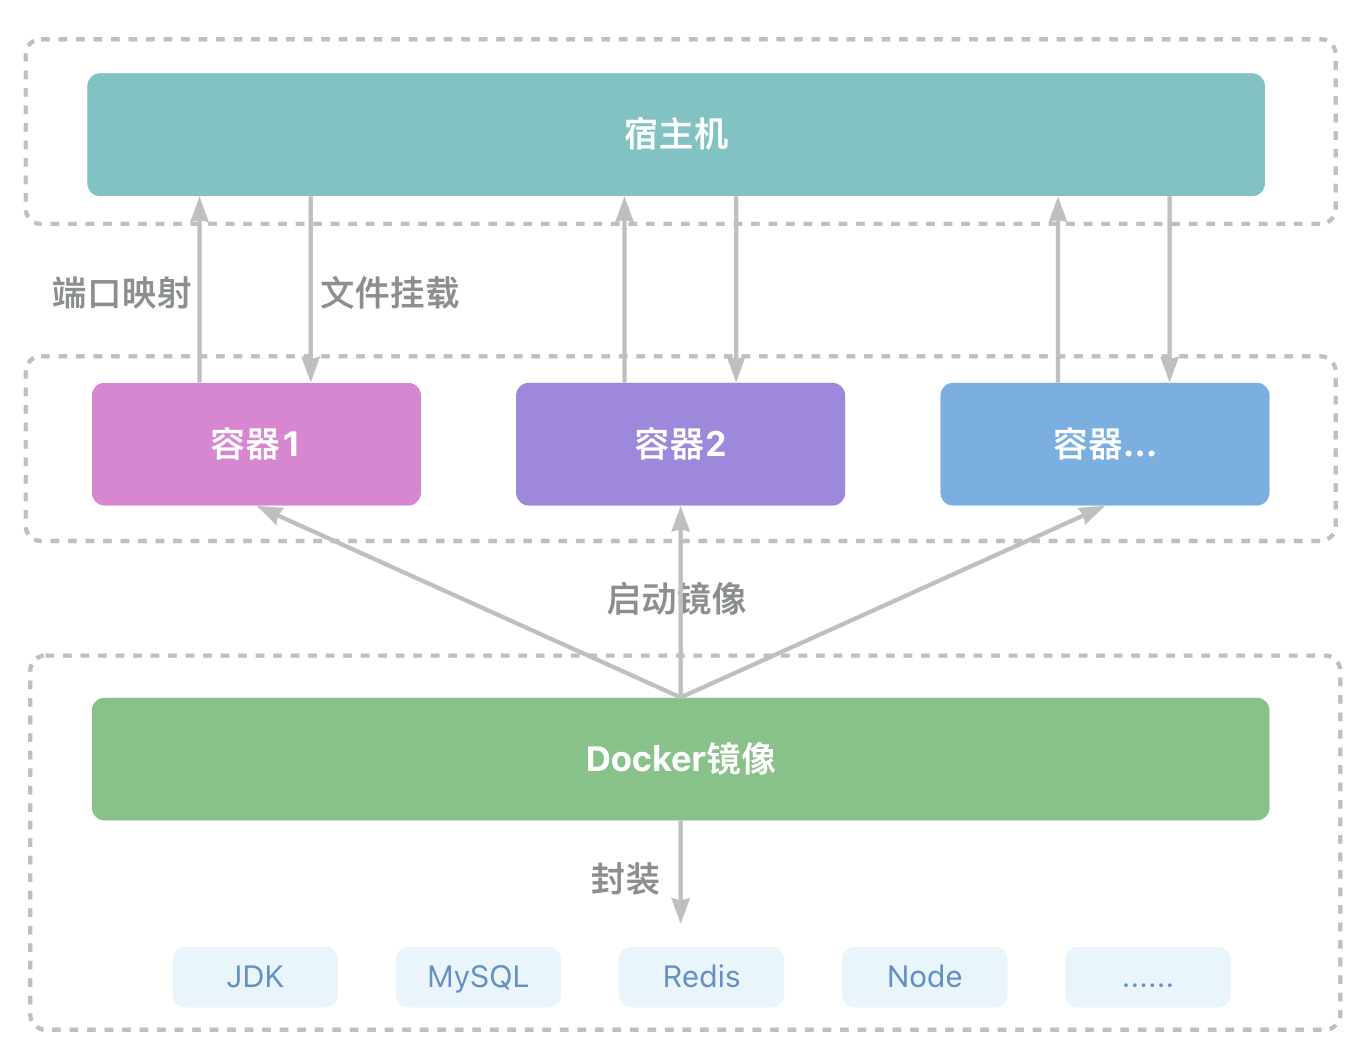 宿主机
端口映射
文件挂载
容器1
容器2
容器...
启动镜像
Docker镜像
封装
JDK
MySQL
Redis
Node
......